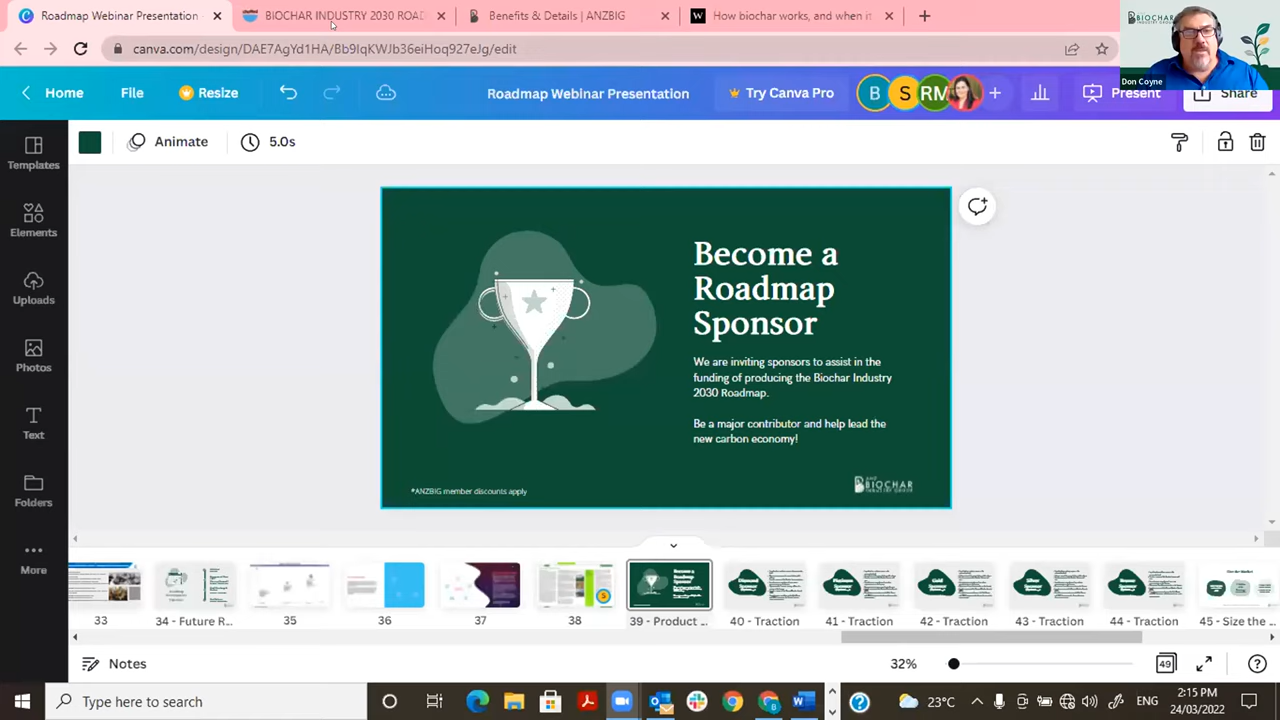 Roadmap Webinar Presentation -
BIOCHAR INDUSTRY 2030 ROAD
Benefits & Details | ANZBIG
How biochar works, and when it
canva.com/design/DAE7AgYd1HA/Bb9IqKWJb36eiHoq927eJg/edit
Don Coyne
Home
File
Resize
Roadmap Webinar Presentation
Try Canva Pro
B
S
RM
Present
Share
Animate
5.0s
Templates
Elements
Uploads
Photos
Text
Folders
More
Become a
Roadmap
Sponsor
We are inviting sponsors to assist in the
funding of producing the Biochar Industry
2030 Roadmap.
Be a major contributor and help lead the
new carbon economy!
*ANZBIG member discounts apply
BIOCHAR
INDUSTRY GROUP
33
34 - Future R...
35
36
37
38
39 - Product ...
40 - Traction
41 - Traction
42 - Traction
43 - Traction
44 - Traction
45 - Size the ...
Notes
32%
49
Type here to search
23°C
ENG
2:15 PM
24/03/2022